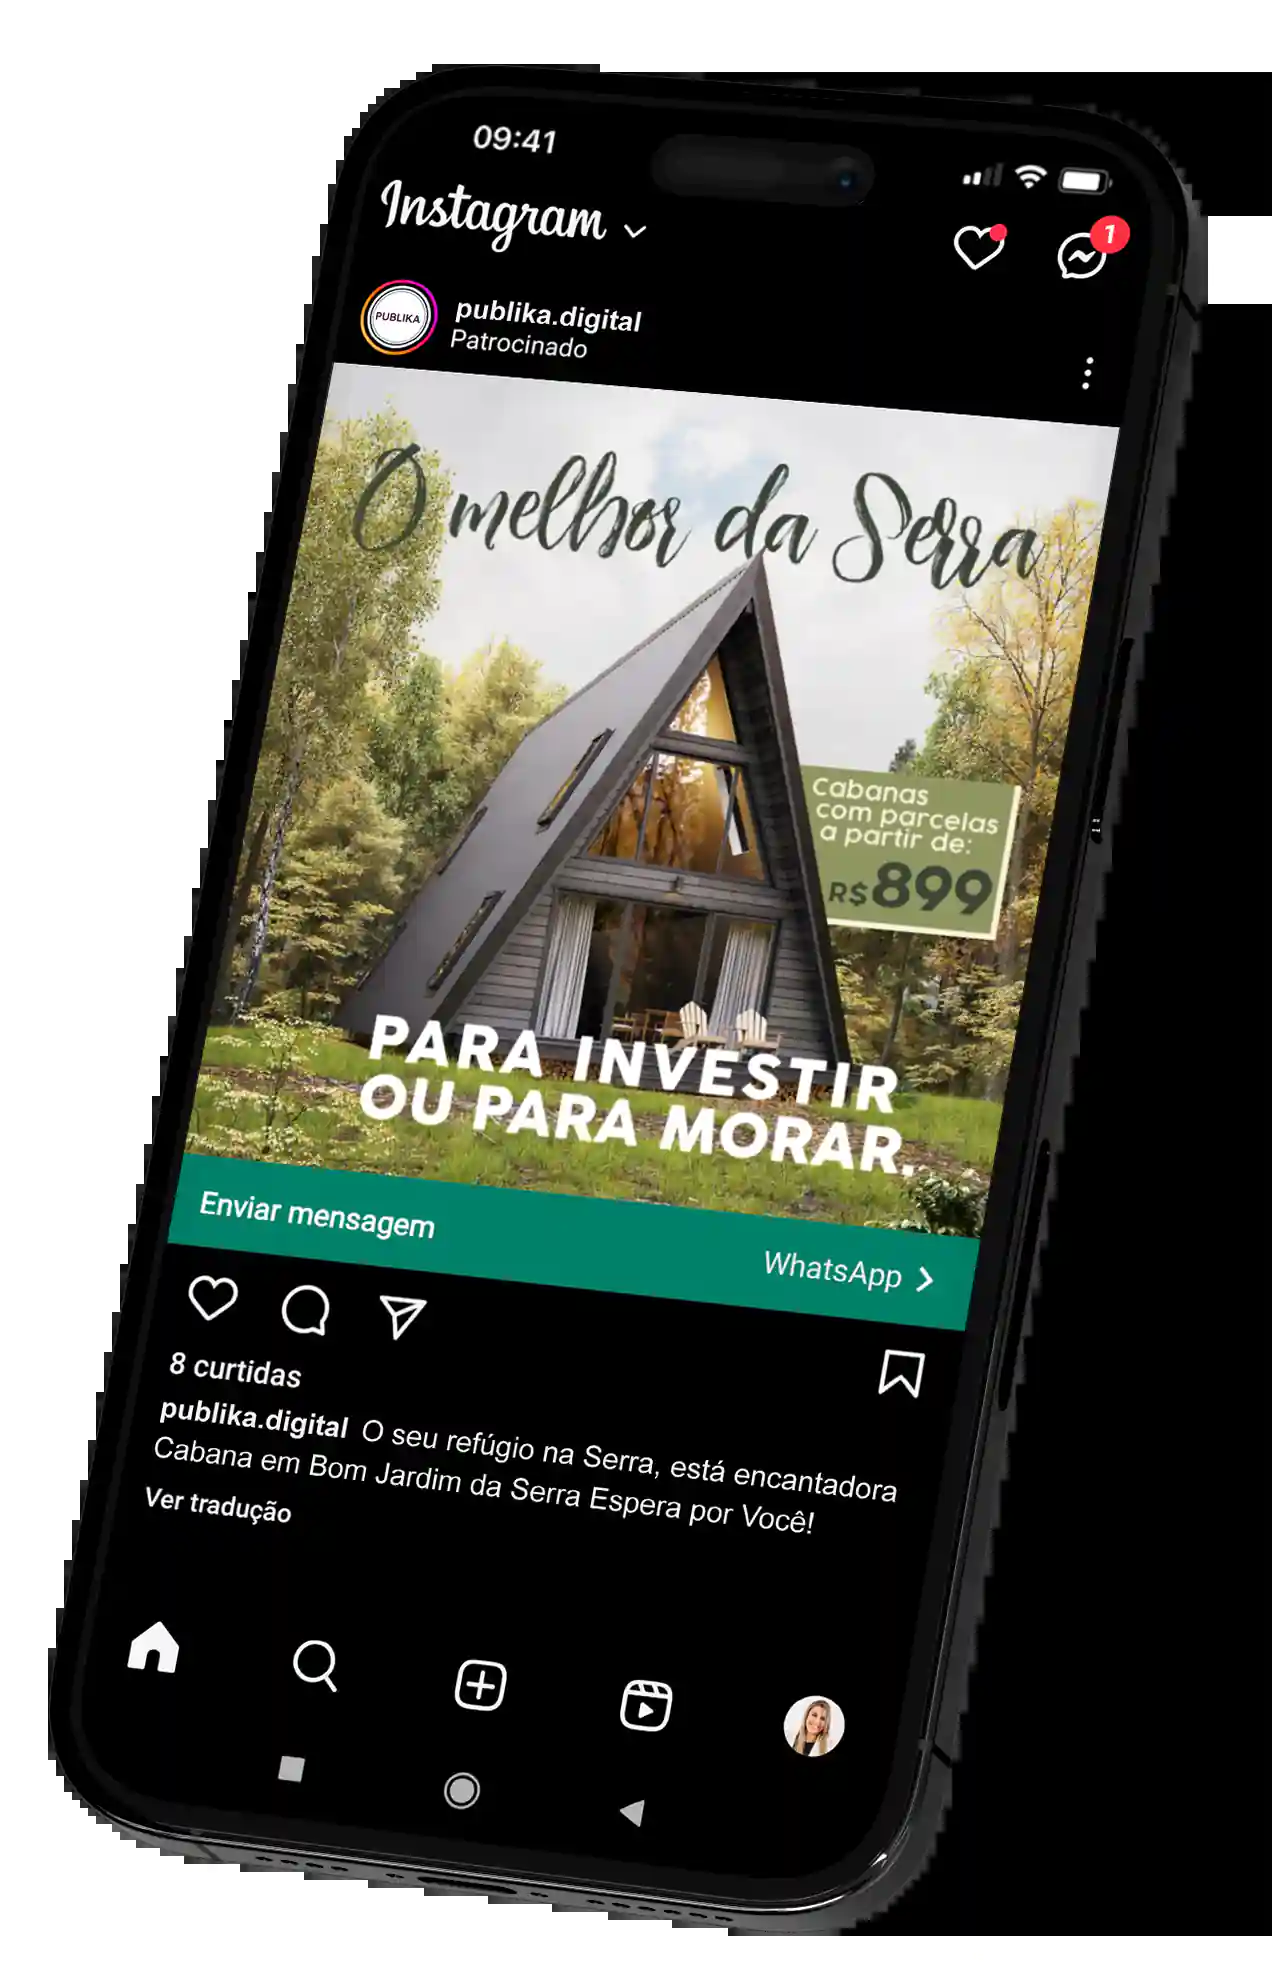 09:41
Instagram
1
PUBLIKA
publika.digital
Patrocinado
O melhor da Serra
Cabanas
com parcelas
a partir de:
R$899
PARA INVESTIR
OU PARA MORAR.
Enviar mensagem
WhatsApp
8 curtidas
publika.digital O seu refúgio na Serra, está encantadora
Cabana em Bom Jardim da Serra Espera por Você!
Ver tradução